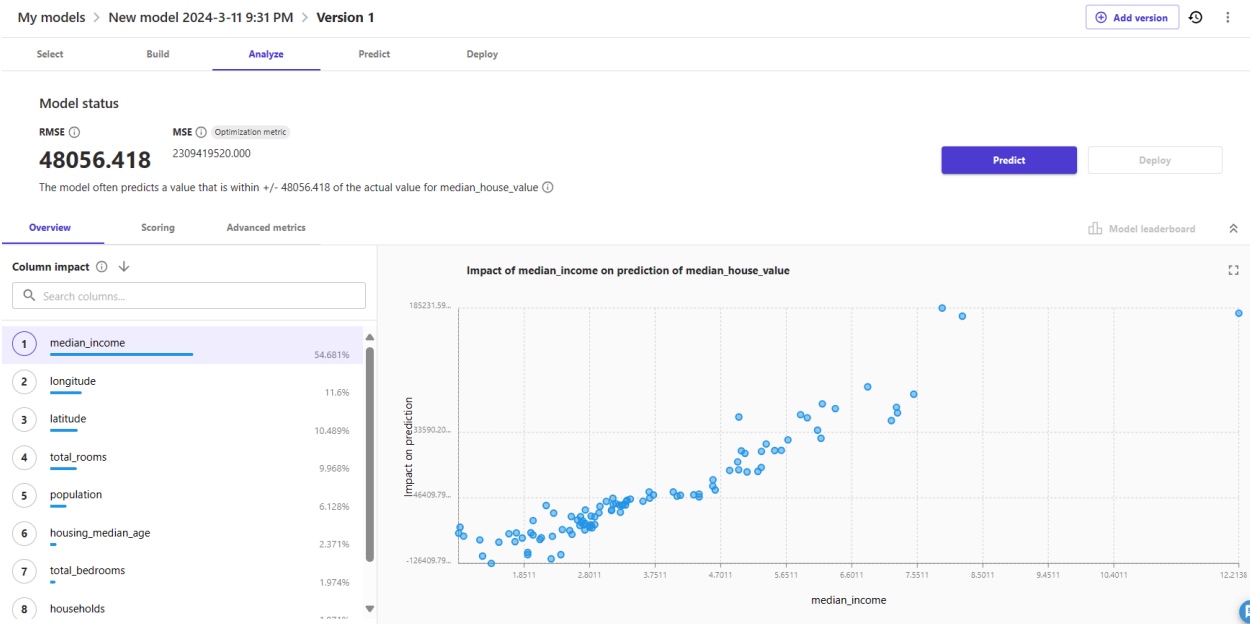 My models > New model 2024-3-11 9:31 PM > Version 1
Add version
Select Build Analyze Predict Deploy
Model status
RMSE MSE Optimization metric
48056.418 2309419520.000
Predict Deploy
The model often predicts a value that is within +/- 48056.418 of the actual value for median_house_value
Overview Scoring Advanced metrics
Model leaderboard
Column impact
Search columns...
1 median_income 54.681%
2 longitude 11.6%
3 latitude 10.489%
4 total_rooms 9.968%
5 population 6.128%
6 housing_median_age 2.371%
7 total_bedrooms 1.974%
8 households
Impact of median_income on prediction of median_house_value
185231.59...
33590.20...
-46409.79...
-126409.79...
Impact on prediction
1.8511 2.8011 3.7511 4.7011 5.6511 6.6011 7.5511 8.5011 9.4511 10.4011 12.2138
median_income